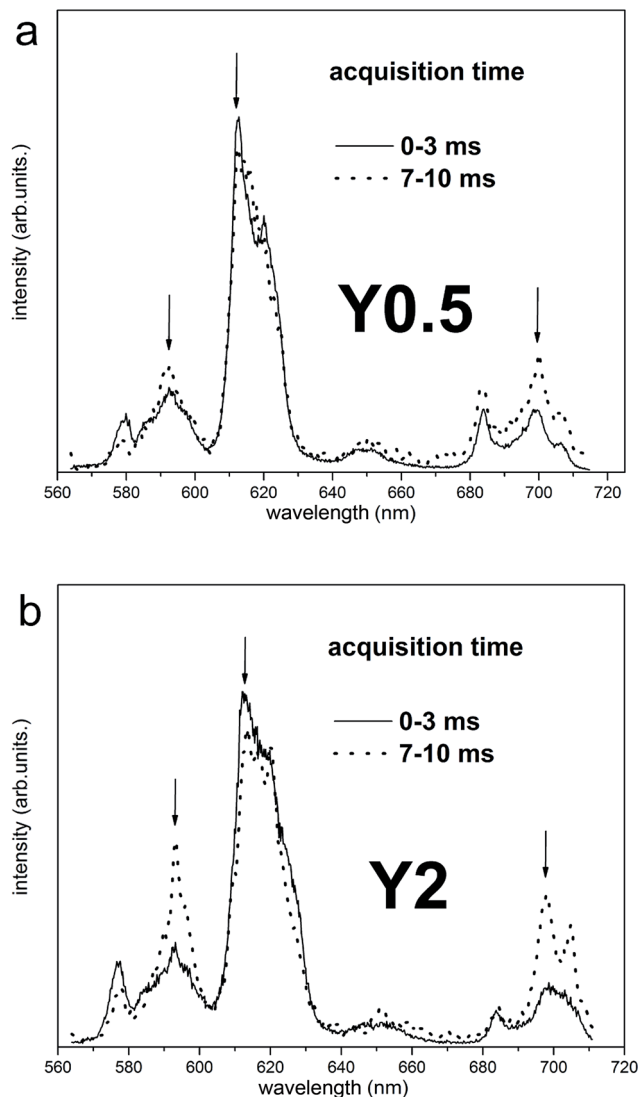 a
acquisition time
0-3 ms
7-10 ms
Y0.5
intensity (arb.units.)
560 580 600 620 640 660 680 700 720
wavelength (nm)
b
acquisition time
0-3 ms
7-10 ms
Y2
intensity (arb.units.)
560 580 600 620 640 660 680 700 720
wavelength (nm)